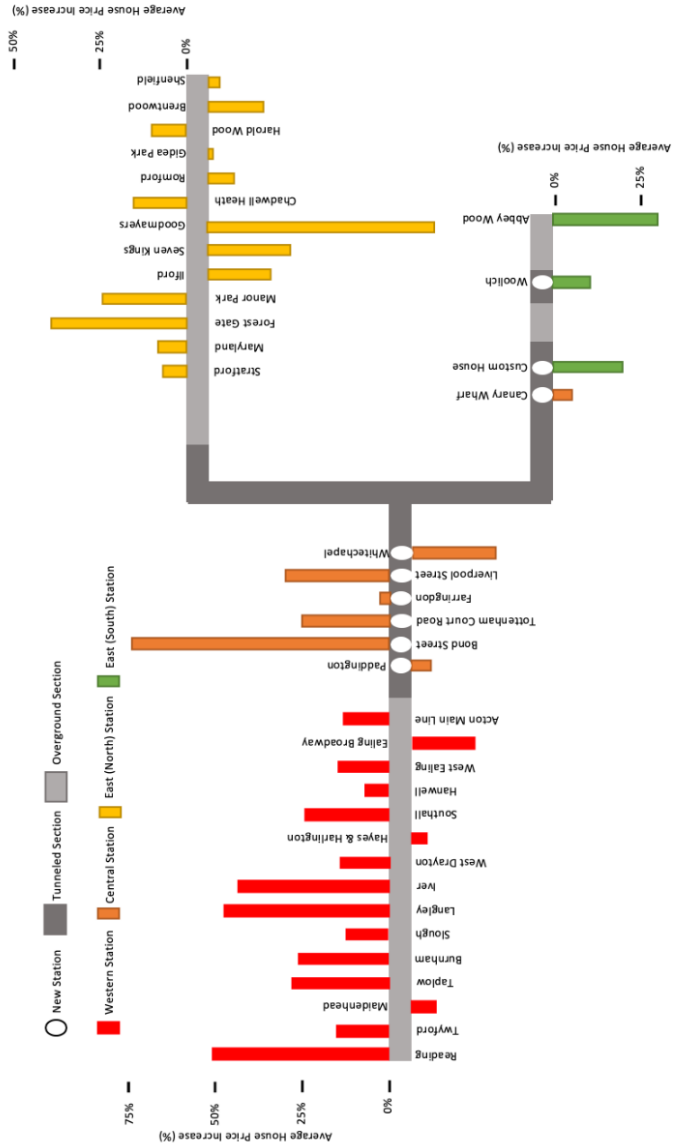 New Station
Tunneled Section
Overground Section
Western Station
Central Station
East (North) Station
East (South) Station
Average House Price Increase (%)
75%
50%
25%
0%
Reading
Twyford
Maidenhead
Taplow
Burnham
Slough
Langley
Iver
West Drayton
Hayes & Harlington
Southall
Hanwell
West Ealing
Ealing Broadway
Acton Main Line
Paddington
Bond Street
Tottenham Court Road
Farringdon
Liverpool Street
Whitechapel
Average House Price Increase (%)
50%
25%
0%
Stratford
Maryland
Forest Gate
Manor Park
Ilford
Seven Kings
Goodmayers
Chadwell Heath
Romford
Gidea Park
Harold Wood
Brentwood
Shenfield
Canary Wharf
Custom House
Woolich
Abbey Wood
Average House Price Increase (%)
0%
25%